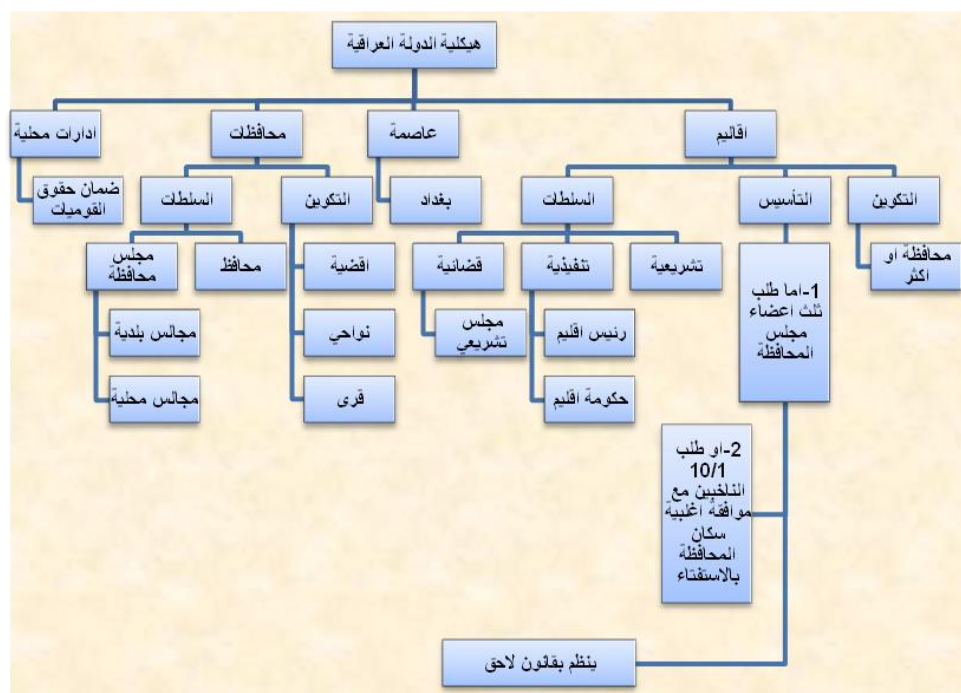 هيكلية الدولة العراقية
اقاليم
عاصمة
محافظات
ادارات محلية
التكوين
التأسيس
السلطات
بغداد
التكوين
السلطات
ضمان حقوق
القوميات
محافظة او
اكثر
1-اما طلب
ثلث اعضاء
مجلس
المحافظة
تشريعية
تنفيذية
قضائية
اقضية
محافظ
مجلس
محافظة
رئيس اقليم
مجلس
تشريعي
نواحي
مجالس بلدية
حكومة اقليم
قرى
مجالس محلية
2-او طلب
10/1
الناخبين مع
موافقة اغلبية
سكان
المحافظة
بالاستفتاء
ينظم بقانون لاحق